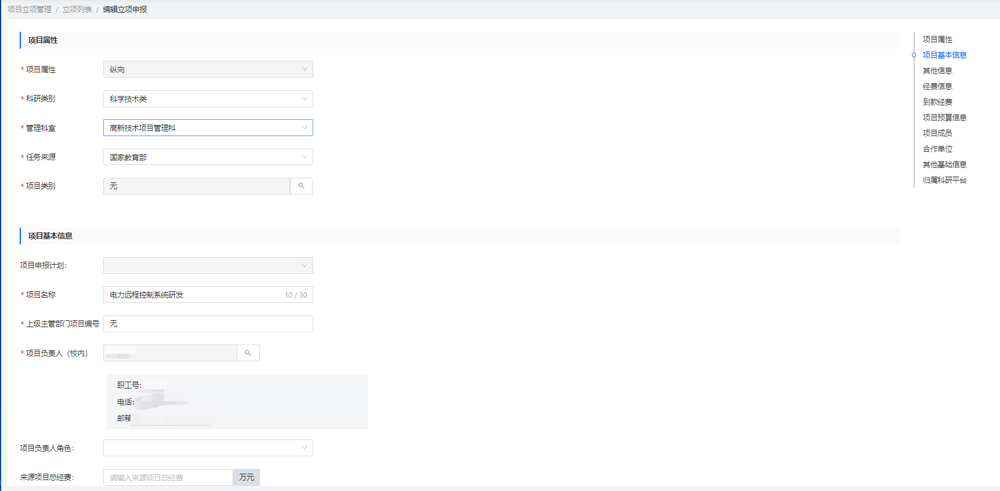 项目立项管理 / 立项列表 / 编辑立项申报
项目属性
* 项目属性 纵向
* 科研类别 科学技术类
* 管理科室 高新技术项目管理科
* 任务来源 国家教育部
* 项目类别 无
项目基本信息
项目申报计划:
* 项目名称 电力远程控制系统研发 10 / 30
* 上级主管部门项目编号 无
* 项目负责人（校内）
职工号:
电话:
邮箱
项目负责人角色:
来源项目总经费: 请输入来源项目总经费 万元
项目属性
项目基本信息
其他信息
经费信息
到款经费
项目预算信息
项目成员
合作单位
其他基础信息
归属科研平台